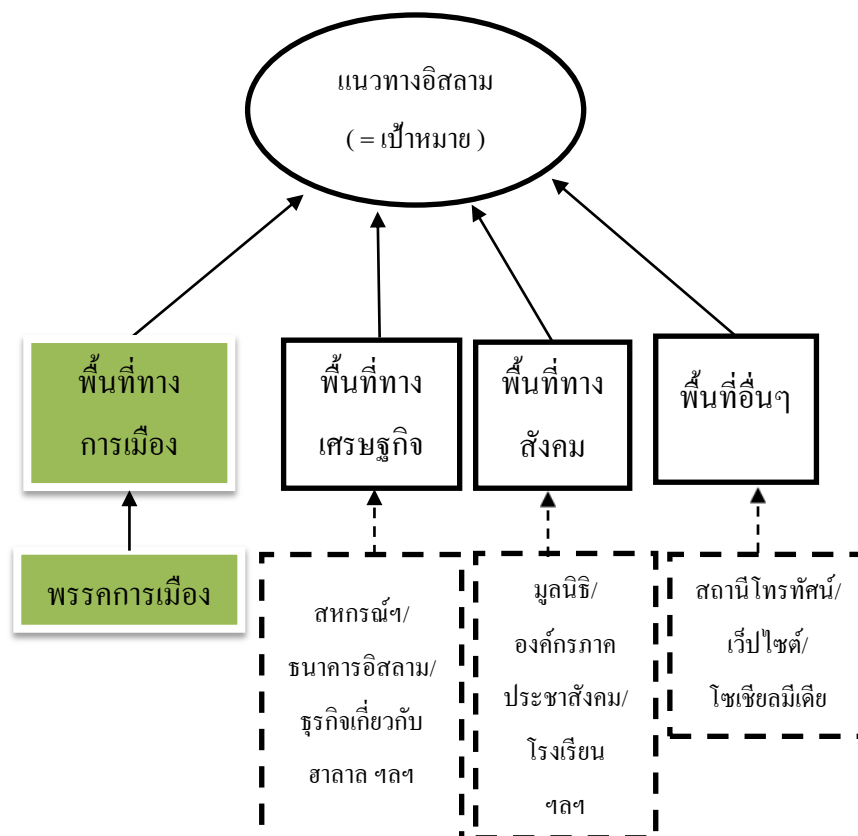 แนวทางอิสลาม
( = เป้าหมาย )
พื้นที่ทาง
การเมือง
พื้นที่ทาง
เศรษฐกิจ
พื้นที่ทาง
สังคม
พื้นที่อื่นๆ
พรรคการเมือง
สหกรณ์ฯ/
ธนาคารอิสลาม/
ธุรกิจเกี่ยวกับ
ฮาลาล ฯลฯ
มูลนิธิ/
องค์กรภาค
ประชาสังคม/
โรงเรียน
ฯลฯ
สถานีโทรทัศน์/
เว็ปไซต์/
โซเชียลมีเดีย